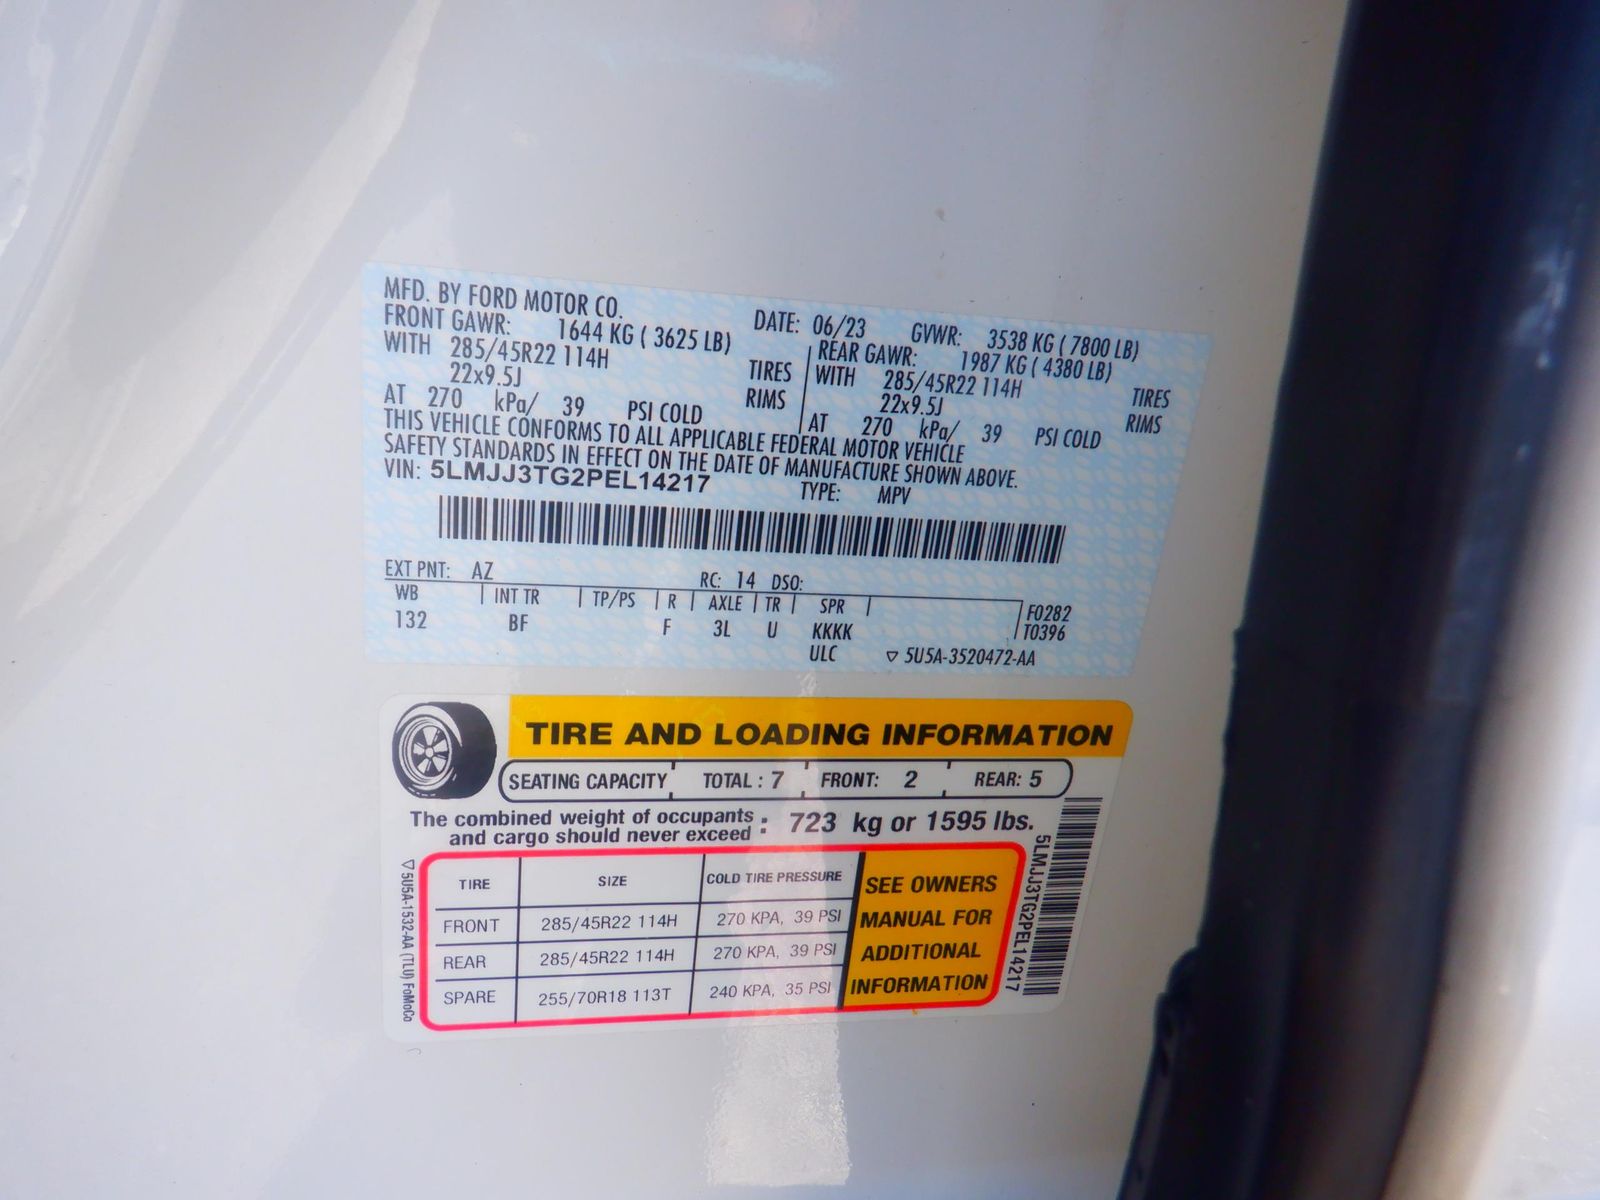 MFD. BY FORD MOTOR CO.
DATE: 06/23 GVWR: 3538 KG ( 7800 LB)
FRONT GAWR: 1644 KG ( 3625 LB)
REAR GAWR: 1987 KG ( 4380 LB)
WITH 285/45R22 114H TIRES
WITH 285/45R22 114H TIRES
22x9.5J RIMS
22x9.5J RIMS
AT 270 kPa/ 39 PSI COLD
AT 270 kPa/ 39 PSI COLD
THIS VEHICLE CONFORMS TO ALL APPLICABLE FEDERAL MOTOR VEHICLE
SAFETY STANDARDS IN EFFECT ON THE DATE OF MANUFACTURE SHOWN ABOVE.
VIN: 5LMJJ3TG2PEL14217 TYPE: MPV
EXT PNT: AZ RC: 14 DSO:
WB INT TR TP/PS R AXLE TR SPR F0282
132 BF F 3L U KKKK T0396
ULC ▽ 5U5A-3520472-AA
TIRE AND LOADING INFORMATION
SEATING CAPACITY TOTAL : 7 FRONT: 2 REAR: 5
The combined weight of occupants
and cargo should never exceed : 723 kg or 1595 lbs.
TIRE SIZE COLD TIRE PRESSURE
FRONT 285/45R22 114H 270 KPA, 39 PSI
REAR 285/45R22 114H 270 KPA, 39 PSI
SPARE 255/70R18 113T 240 KPA, 35 PSI
SEE OWNERS
MANUAL FOR
ADDITIONAL
INFORMATION
▽ 5U5A-1532-AA (TLU) FoMoCo
5LMJJ3TG2PEL14217